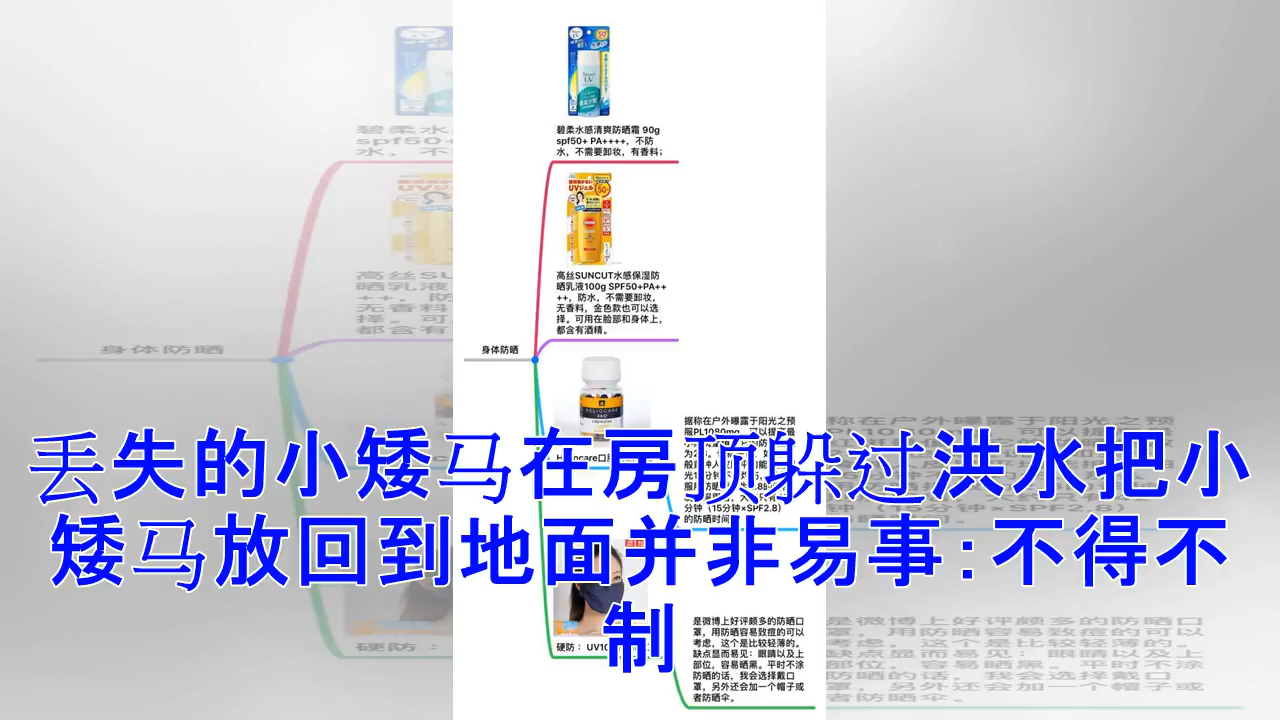 碧柔水感清爽防晒霜 90g
spf50+ PA++++，不防
水，不需要卸妆，有香料；
高丝SUNCUT水感保湿防
晒乳液100g SPF50+PA++
++，防水，不需要卸妆，
无香料，金色款也可以选
择。可用在脸部和身体上，
都含有酒精。
身体防晒
据称在户外曝露于阳光之预
丢失的小矮马在房顶躲过洪水把小
矮马放回到地面并非易事:不得不
制
分钟（15分钟×SPF2.8）
的防晒时间
硬防： UV10
是微博上好评颇多的防晒口
罩，用防晒容易致痘的可以
考虑，这个是比较轻薄的。
缺点显而易见：眼睛以及上
部位，容易晒黑。平时不涂
防晒的话，我会选择戴口
罩，另外还会加一个帽子或
者防晒伞。